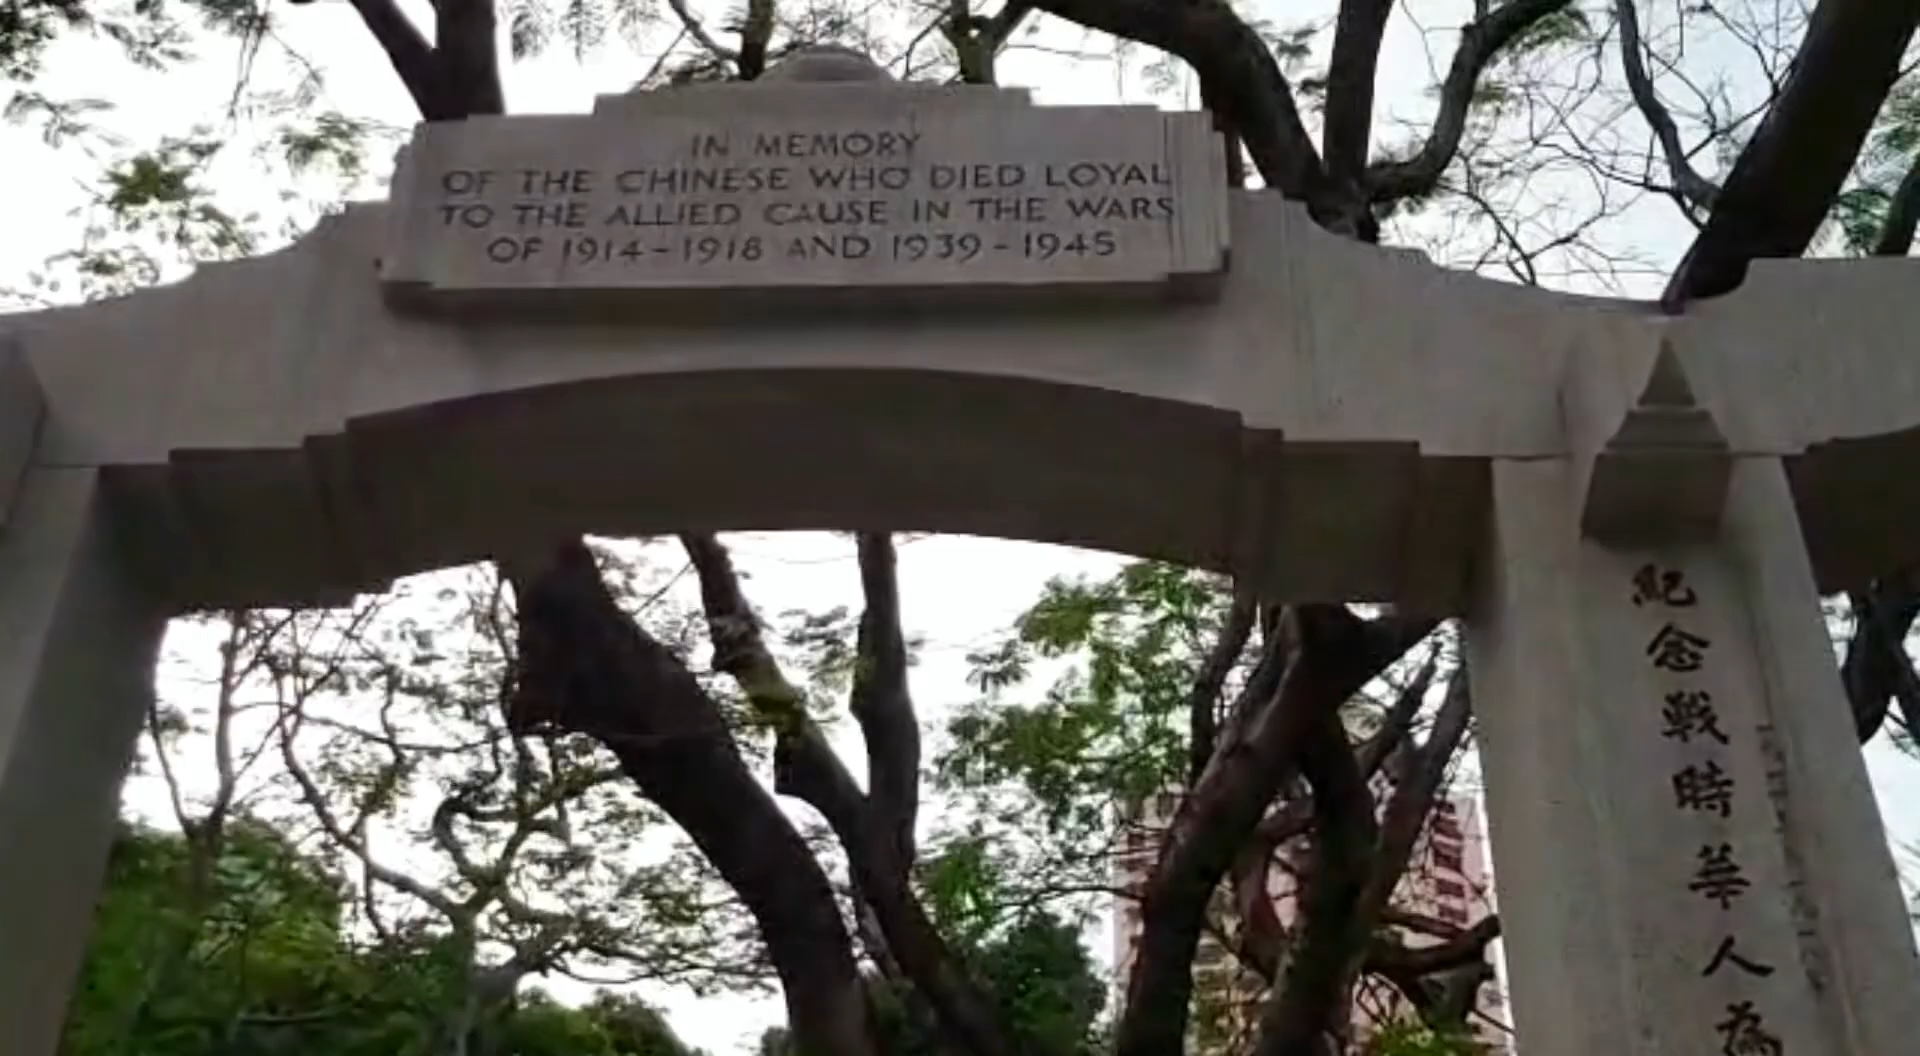 IN MEMORY
OF THE CHINESE WHO DIED LOYAL
TO THE ALLIED CAUSE IN THE WARS
OF 1914-1918 AND 1939-1945
紀念戰時華人為